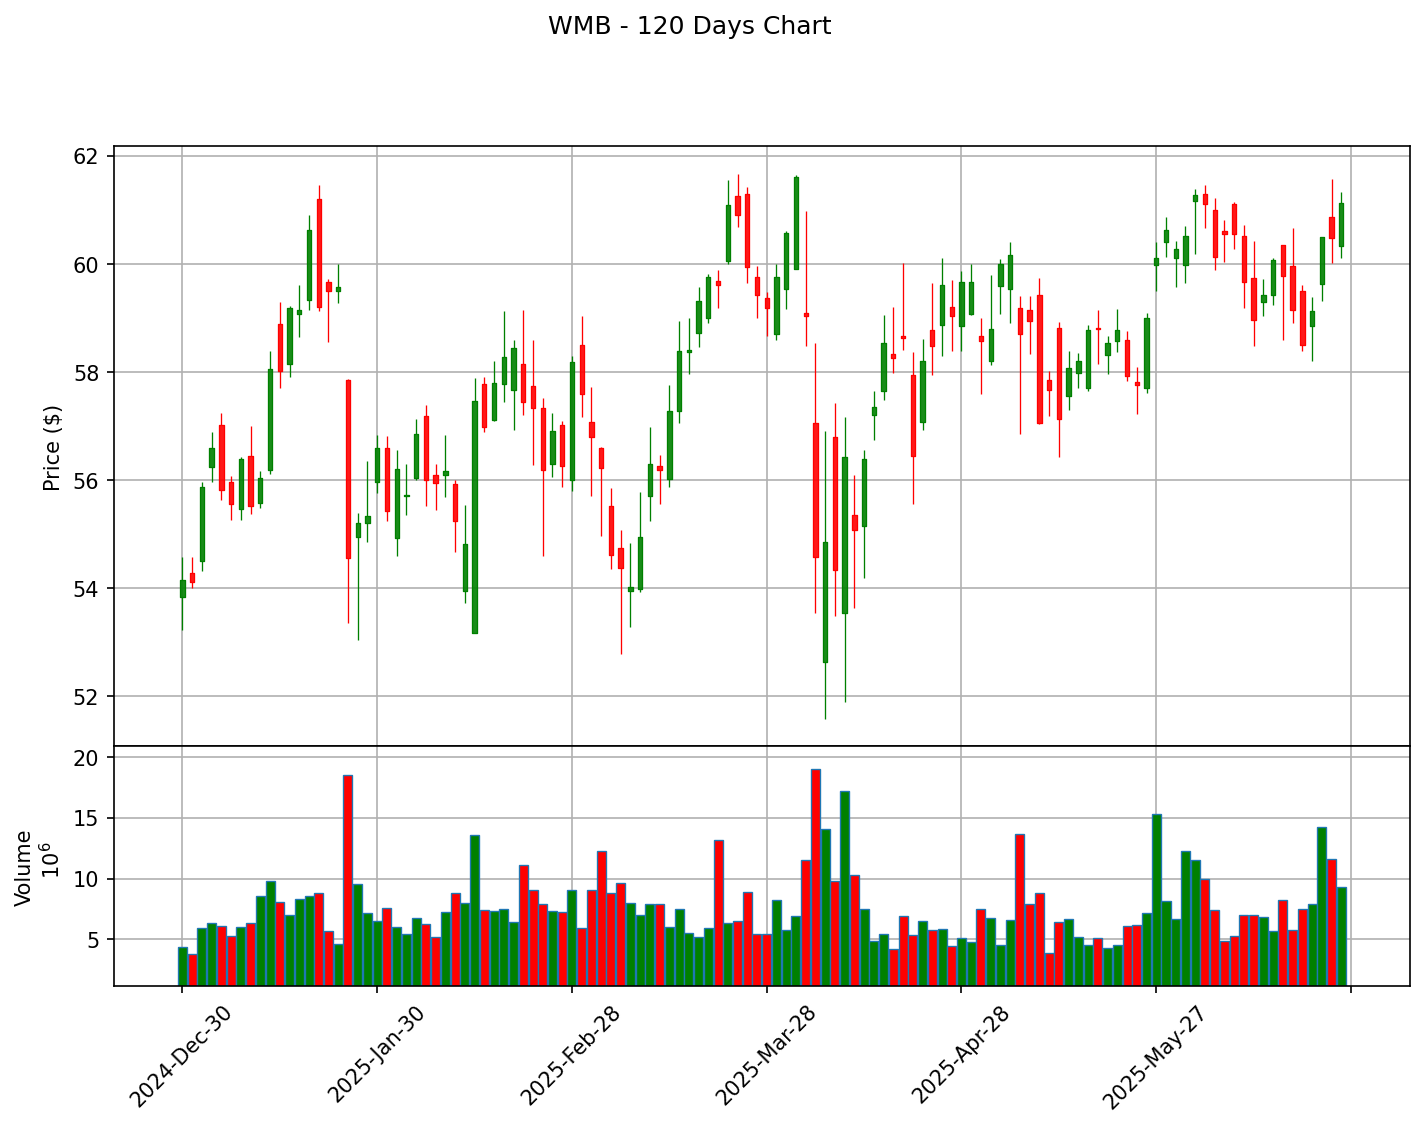 WMB - 120 Days Chart
62
60
58
56
54
52
Price ($)
20
15
10
5
Volume
10^6
2024-Dec-30
2025-Jan-30
2025-Feb-28
2025-Mar-28
2025-Apr-28
2025-May-27